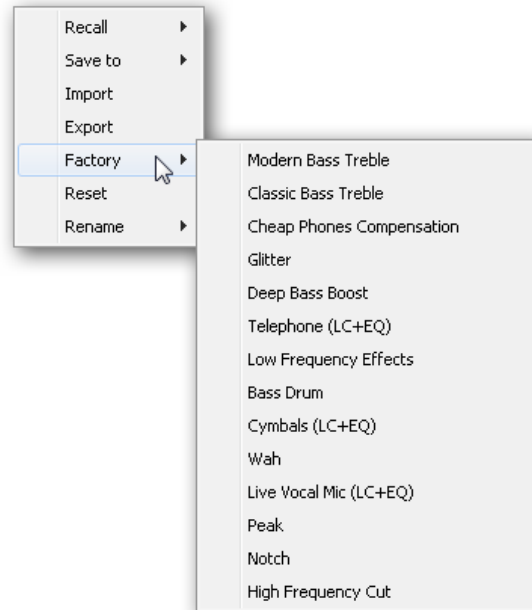 Recall
Save to
Import
Export
Factory
Reset
Rename
Modern Bass Treble
Classic Bass Treble
Cheap Phones Compensation
Glitter
Deep Bass Boost
Telephone (LC+EQ)
Low Frequency Effects
Bass Drum
Cymbals (LC+EQ)
Wah
Live Vocal Mic (LC+EQ)
Peak
Notch
High Frequency Cut